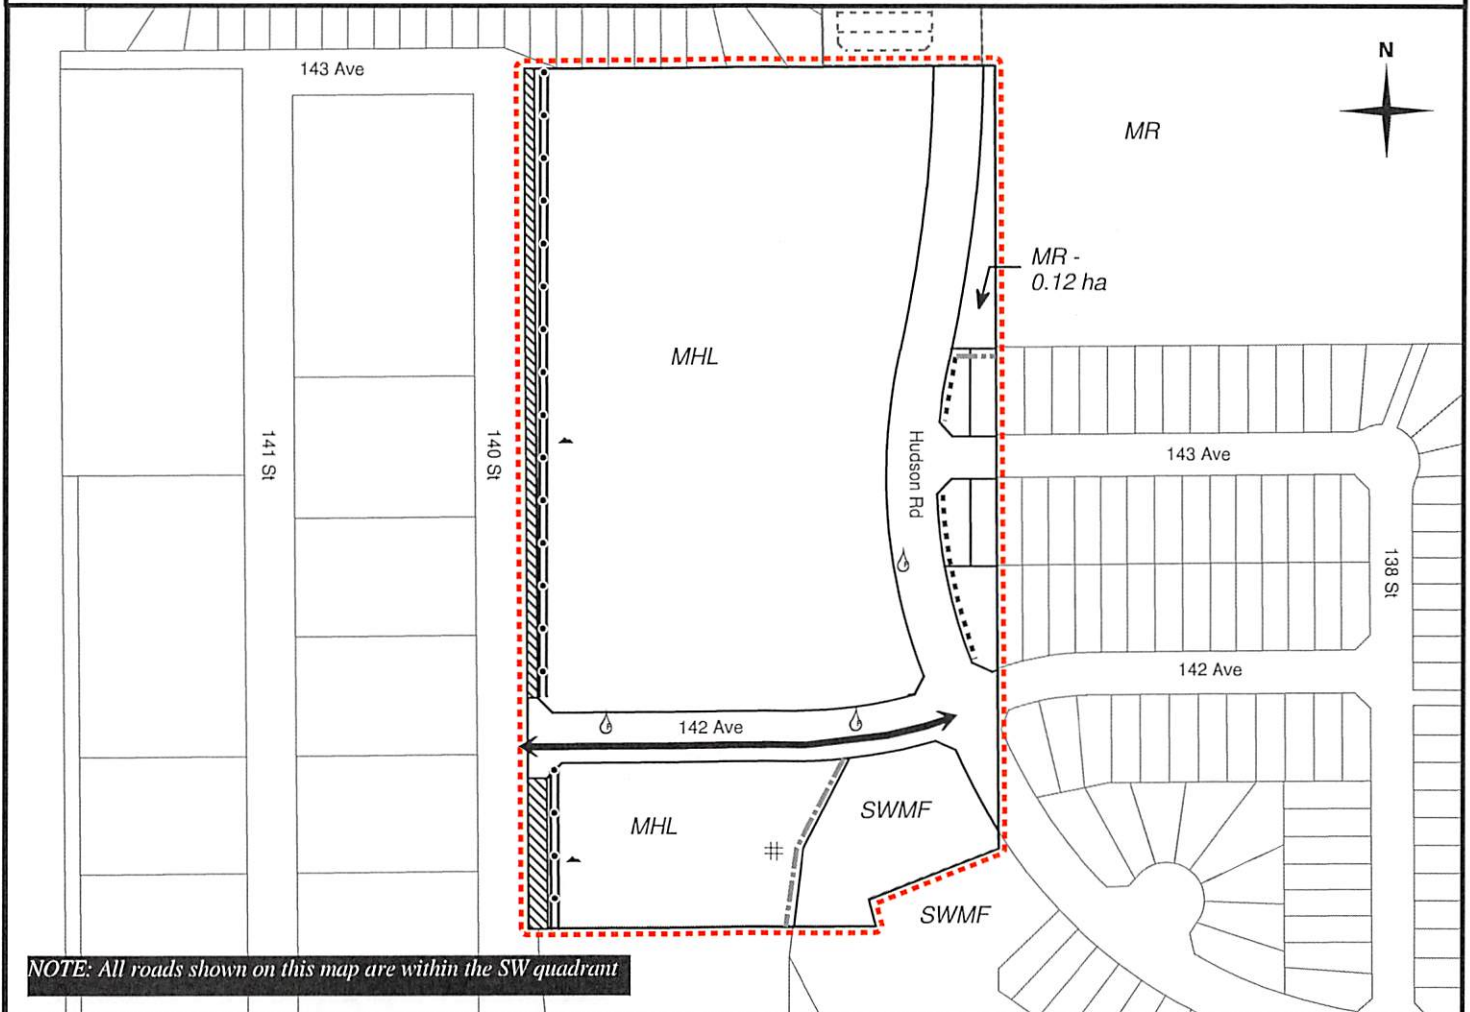 143 Ave
N
MR
MR -
0.12 ha
MHL
141 St
140 St
Hudson Rd
143 Ave
138 St
142 Ave
142 Ave
MHL
SWMF
SWMF
NOTE: All roads shown on this map are within the SW quadrant